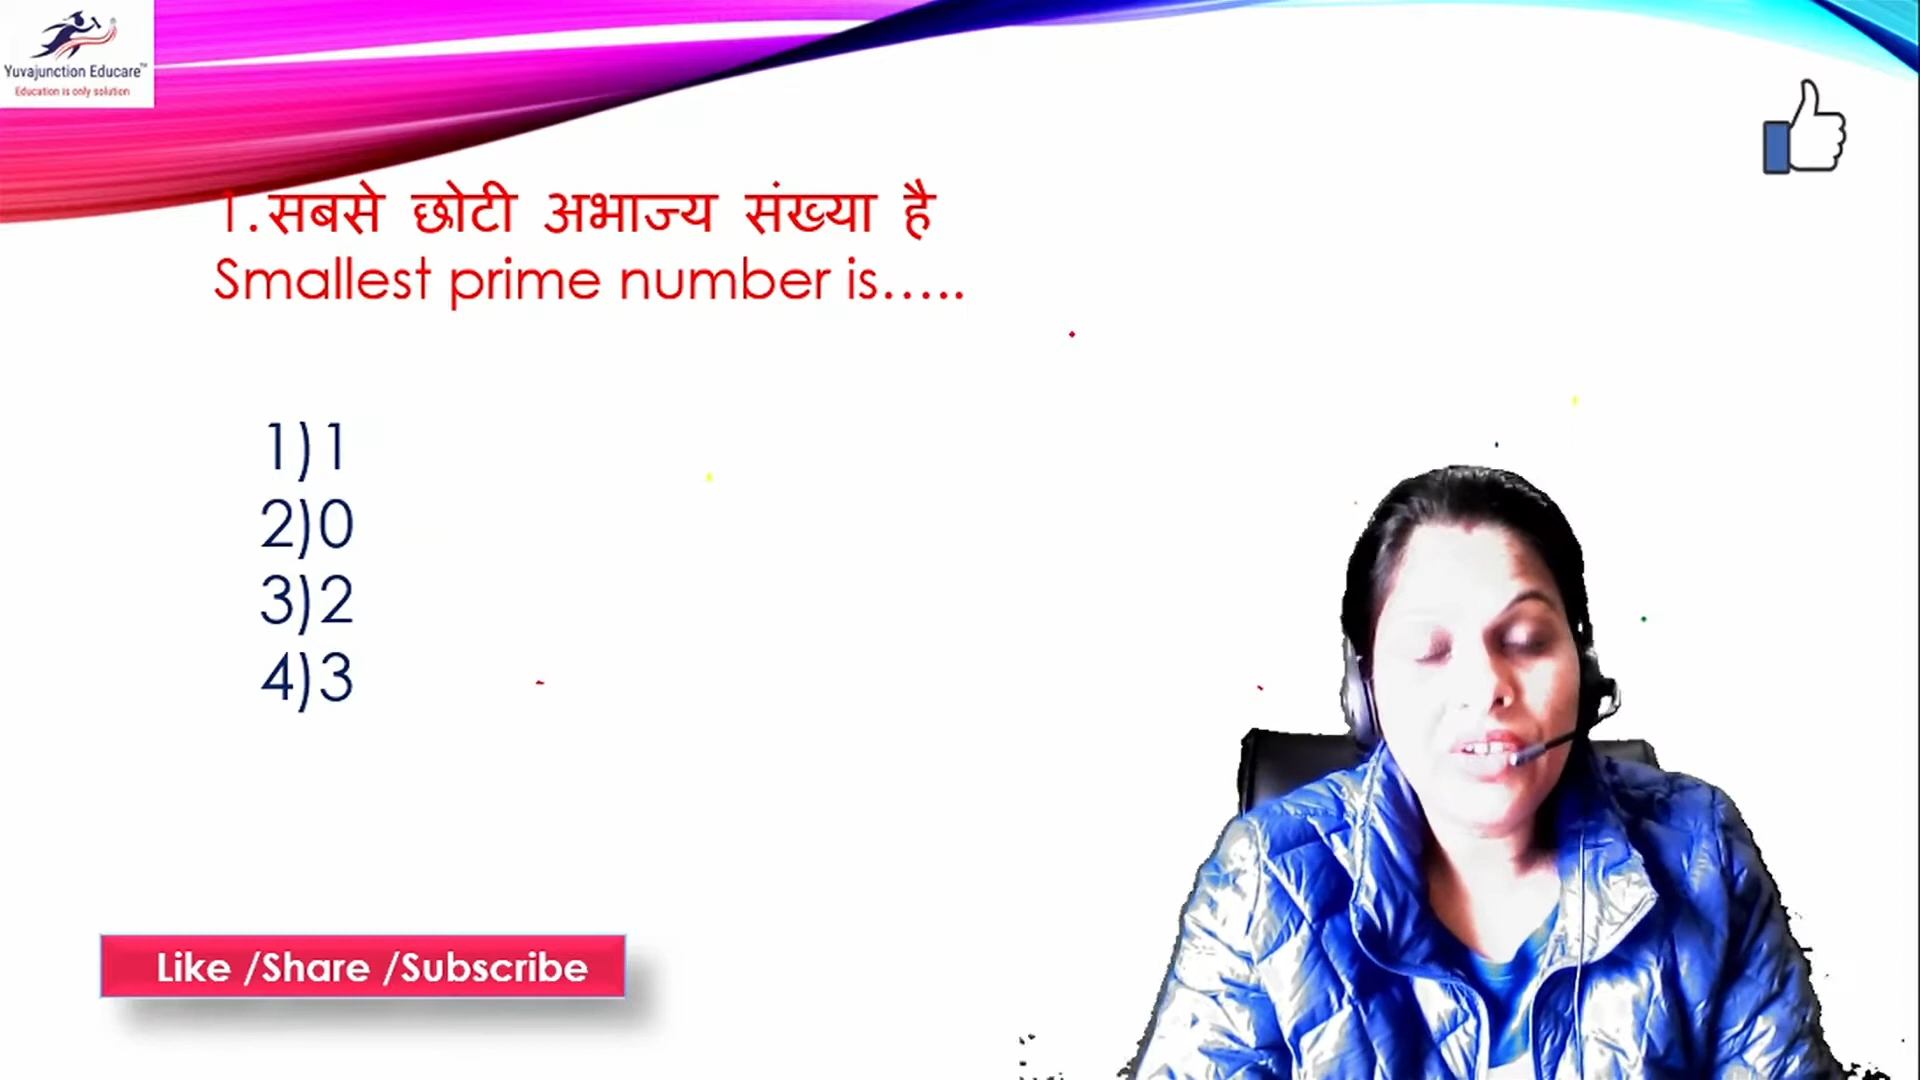 Yuvajunction Educare™
Education is only solution
1.सबसे छोटी अभाज्य संख्या है
Smallest prime number is.....
1)1
2)0
3)2
4)3
Like /Share /Subscribe